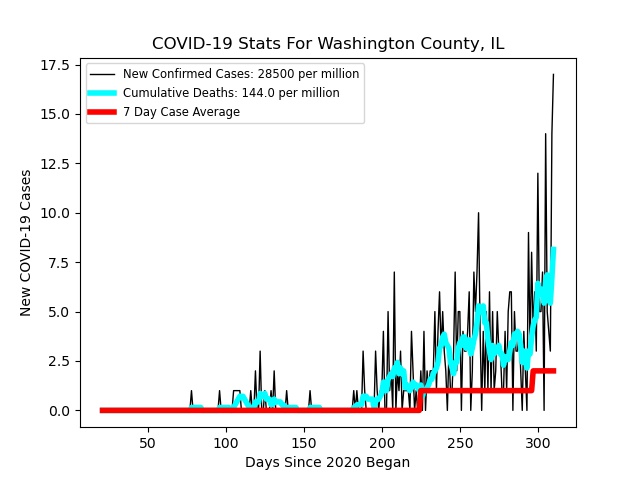 COVID-19 Stats For Washington County, IL
17.5
15.0
12.5
10.0
7.5
5.0
2.5
0.0
New COVID-19 Cases
New Confirmed Cases: 28500 per million
Cumulative Deaths: 144.0 per million
7 Day Case Average
50 100 150 200 250 300
Days Since 2020 Began